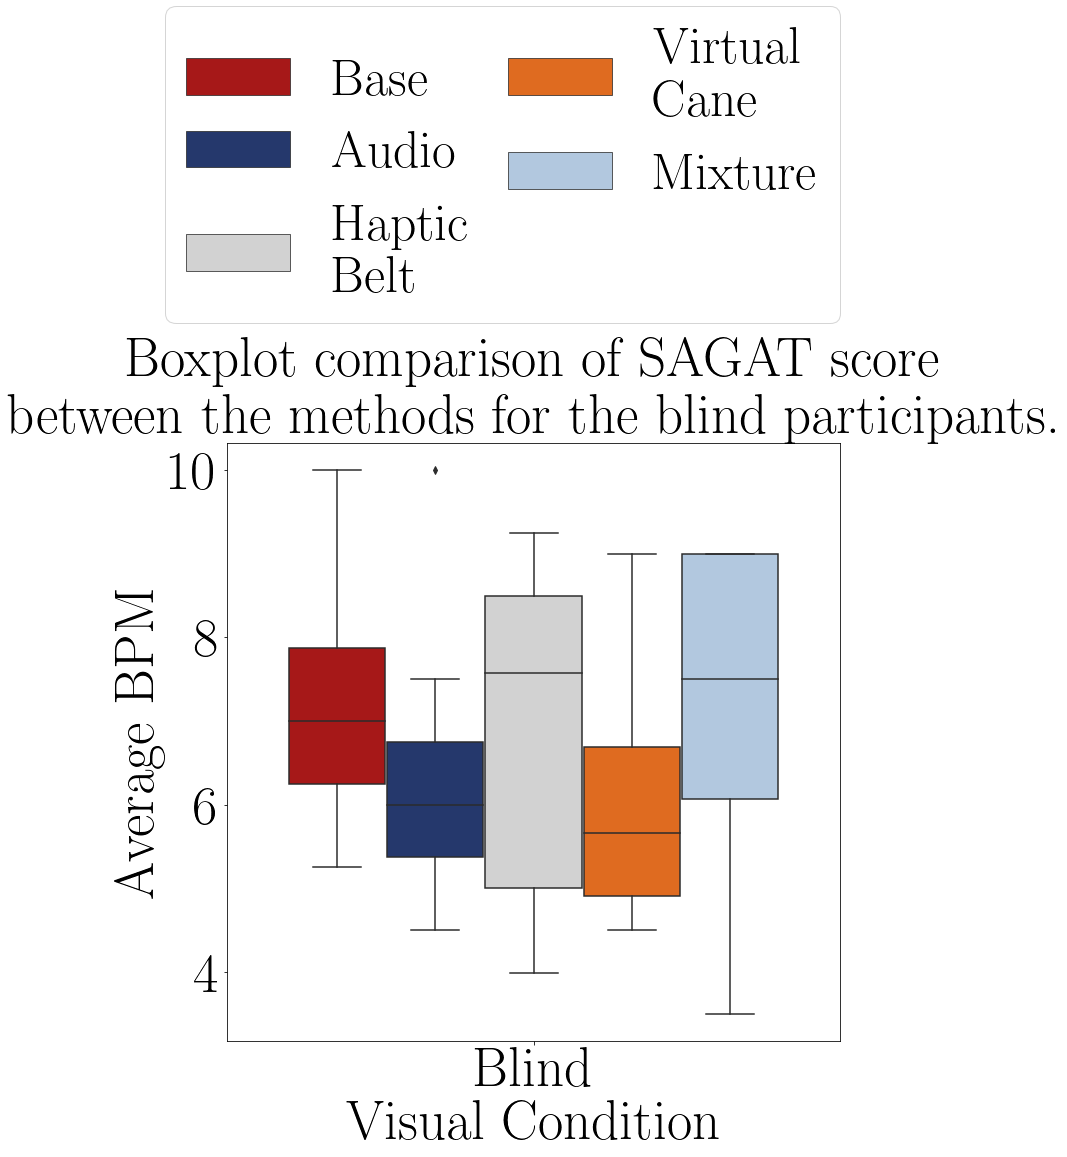 Base
Audio
Haptic
Belt
Virtual
Cane
Mixture
Boxplot comparison of SAGAT score
between the methods for the blind participants.
10
8
6
4
Average BPM
Blind
Visual Condition